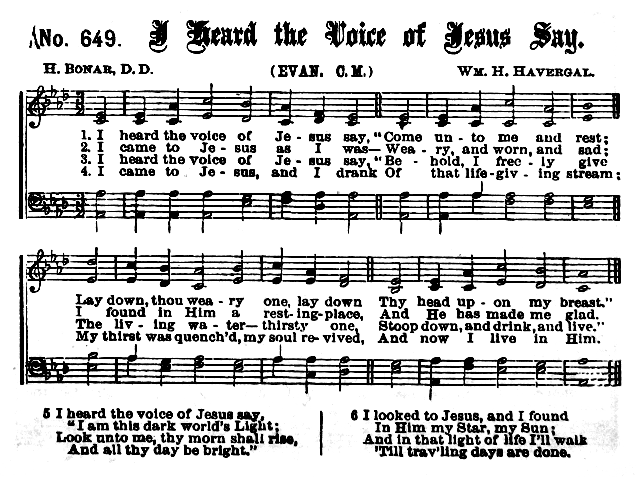 No. 649. I Heard the Voice of Jesus Say.
H. BONAR, D. D. (EVAN. C. M.) WM. H. HAVERGAL.
1. I heard the voice of Je - sus say, "Come un - to me and rest;
2. I came to Je - sus as I was— Wea - ry, and worn, and sad;
3. I heard the voice of Je - sus say, "Be - hold, I free - ly give
4. I came to Je - sus, and I drank Of that life-giv - ing stream;
Lay down, thou wea - ry one, lay down Thy head up - on my breast."
I found in Him a rest-ing-place, And He has made me glad.
The liv - ing wa - ter— thirsty one, Stoop down, and drink, and live."
My thirst was quench'd, my soul re - vived, And now I live in Him.
5 I heard the voice of Jesus say,
"I am this dark world's Light;
Look unto me, thy morn shall rise,
And all thy day be bright."
6 I looked to Jesus, and I found
In Him my Star, my Sun;
And in that light of life I'll walk
'Till trav'ling days are done.